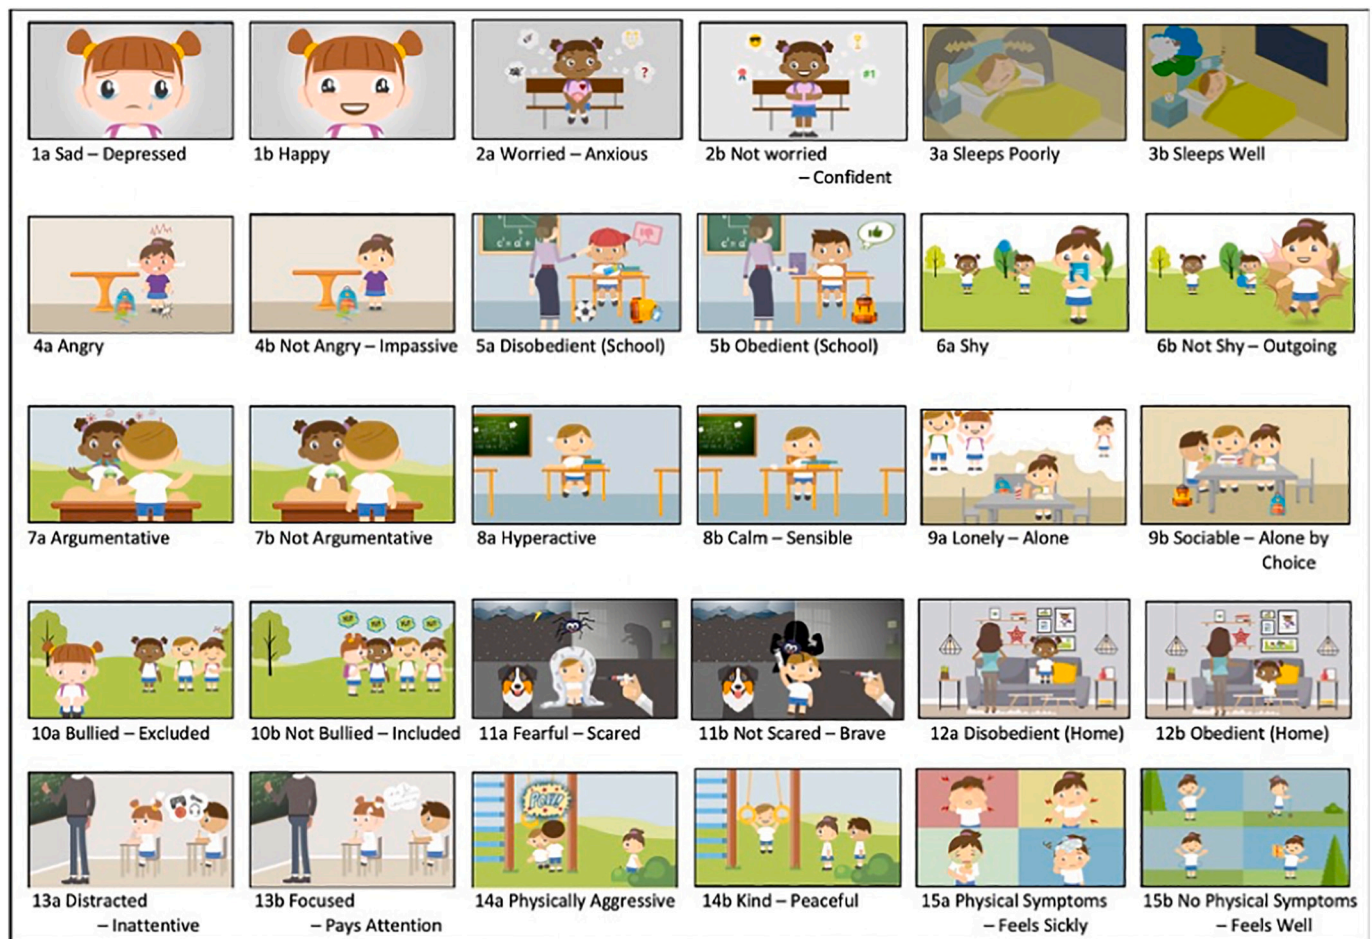 1a Sad – Depressed
1b Happy
2a Worried – Anxious
2b Not worried
– Confident
3a Sleeps Poorly
3b Sleeps Well
?
#1
4a Angry
4b Not Angry – Impassive
5a Disobedient (School)
5b Obedient (School)
6a Shy
6b Not Shy – Outgoing
7a Argumentative
7b Not Argumentative
8a Hyperactive
8b Calm – Sensible
9a Lonely – Alone
9b Sociable – Alone by
Choice
10a Bullied – Excluded
10b Not Bullied – Included
11a Fearful – Scared
11b Not Scared – Brave
12a Disobedient (Home)
12b Obedient (Home)
POW!
13a Distracted
– Inattentive
13b Focused
– Pays Attention
14a Physically Aggressive
14b Kind – Peaceful
15a Physical Symptoms
– Feels Sickly
15b No Physical Symptoms
– Feels Well